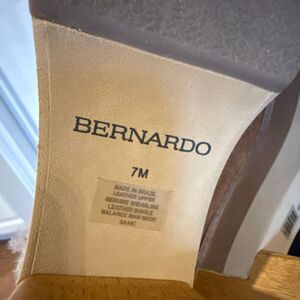 BERNARDO
7M
MADE IN BRAZIL
LEATHER UPPER
GENUINE SHEARLING
LEATHER INSOLE
BALANCE MAN MADE